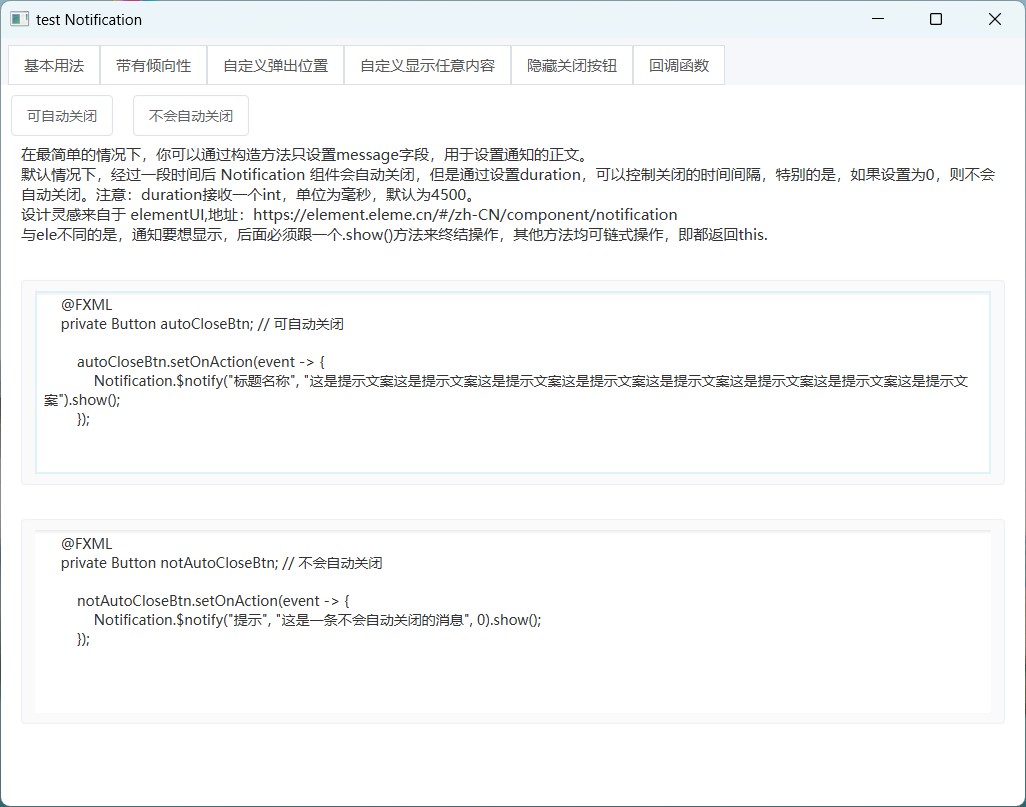 test Notification
基本用法 带有倾向性 自定义弹出位置 自定义显示任意内容 隐藏关闭按钮 回调函数
可自动关闭 不会自动关闭
在最简单的情况下，你可以通过构造方法只设置message字段，用于设置通知的正文。
默认情况下，经过一段时间后 Notification 组件会自动关闭，但是通过设置duration，可以控制关闭的时间间隔，特别的是，如果设置为0，则不会
自动关闭。注意：duration接收一个int，单位为毫秒，默认为4500。
设计灵感来自于 elementUI,地址：https://element.eleme.cn/#/zh-CN/component/notification
与ele不同的是，通知要想显示，后面必须跟一个.show()方法来终结操作，其他方法均可链式操作，即都返回this.
@FXML
private Button autoCloseBtn; // 可自动关闭
autoCloseBtn.setOnAction(event -> {
Notification.$notify("标题名称", "这是提示文案这是提示文案这是提示文案这是提示文案这是提示文案这是提示文案这是提示文案这是提示文
案").show();
});
@FXML
private Button notAutoCloseBtn; // 不会自动关闭
notAutoCloseBtn.setOnAction(event -> {
Notification.$notify("提示", "这是一条不会自动关闭的消息", 0).show();
});